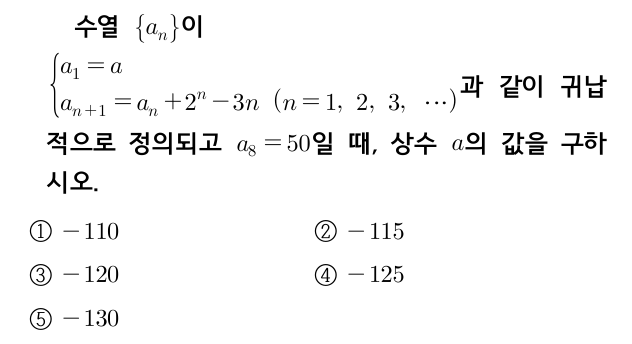 수열 {aₙ}이
{a₁ = a
aₙ₊₁ = aₙ + 2ⁿ − 3n (n = 1, 2, 3, ⋯) 과 같이 귀납
적으로 정의되고 a₈ = 50일 때, 상수 a의 값을 구하
시오.
① −110 ② −115
③ −120 ④ −125
⑤ −130